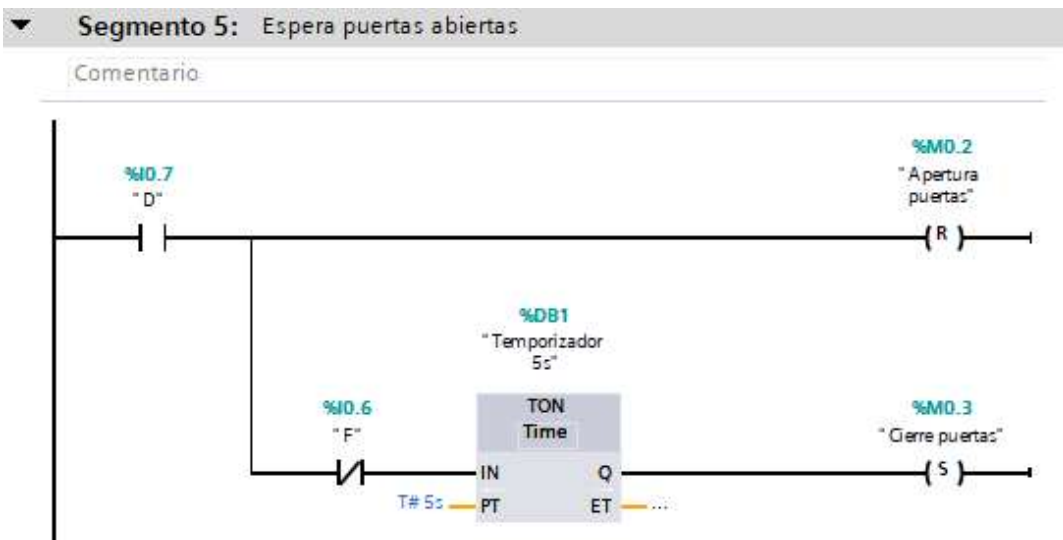 Segmento 5: Espera puertas abiertas
Comentario
%I0.7
"D"
%M0.2
"Apertura
puertas"
R
%DB1
"Temporizador
5s"
%I0.6
"F"
TON
Time
%M0.3
"Cierre puertas"
IN
Q
S
T#5s
PT
ET
...